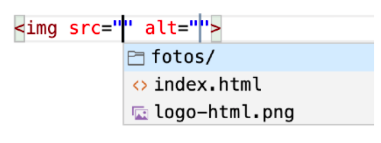 <img src="" alt="">
fotos/
index.html
logo-html.png